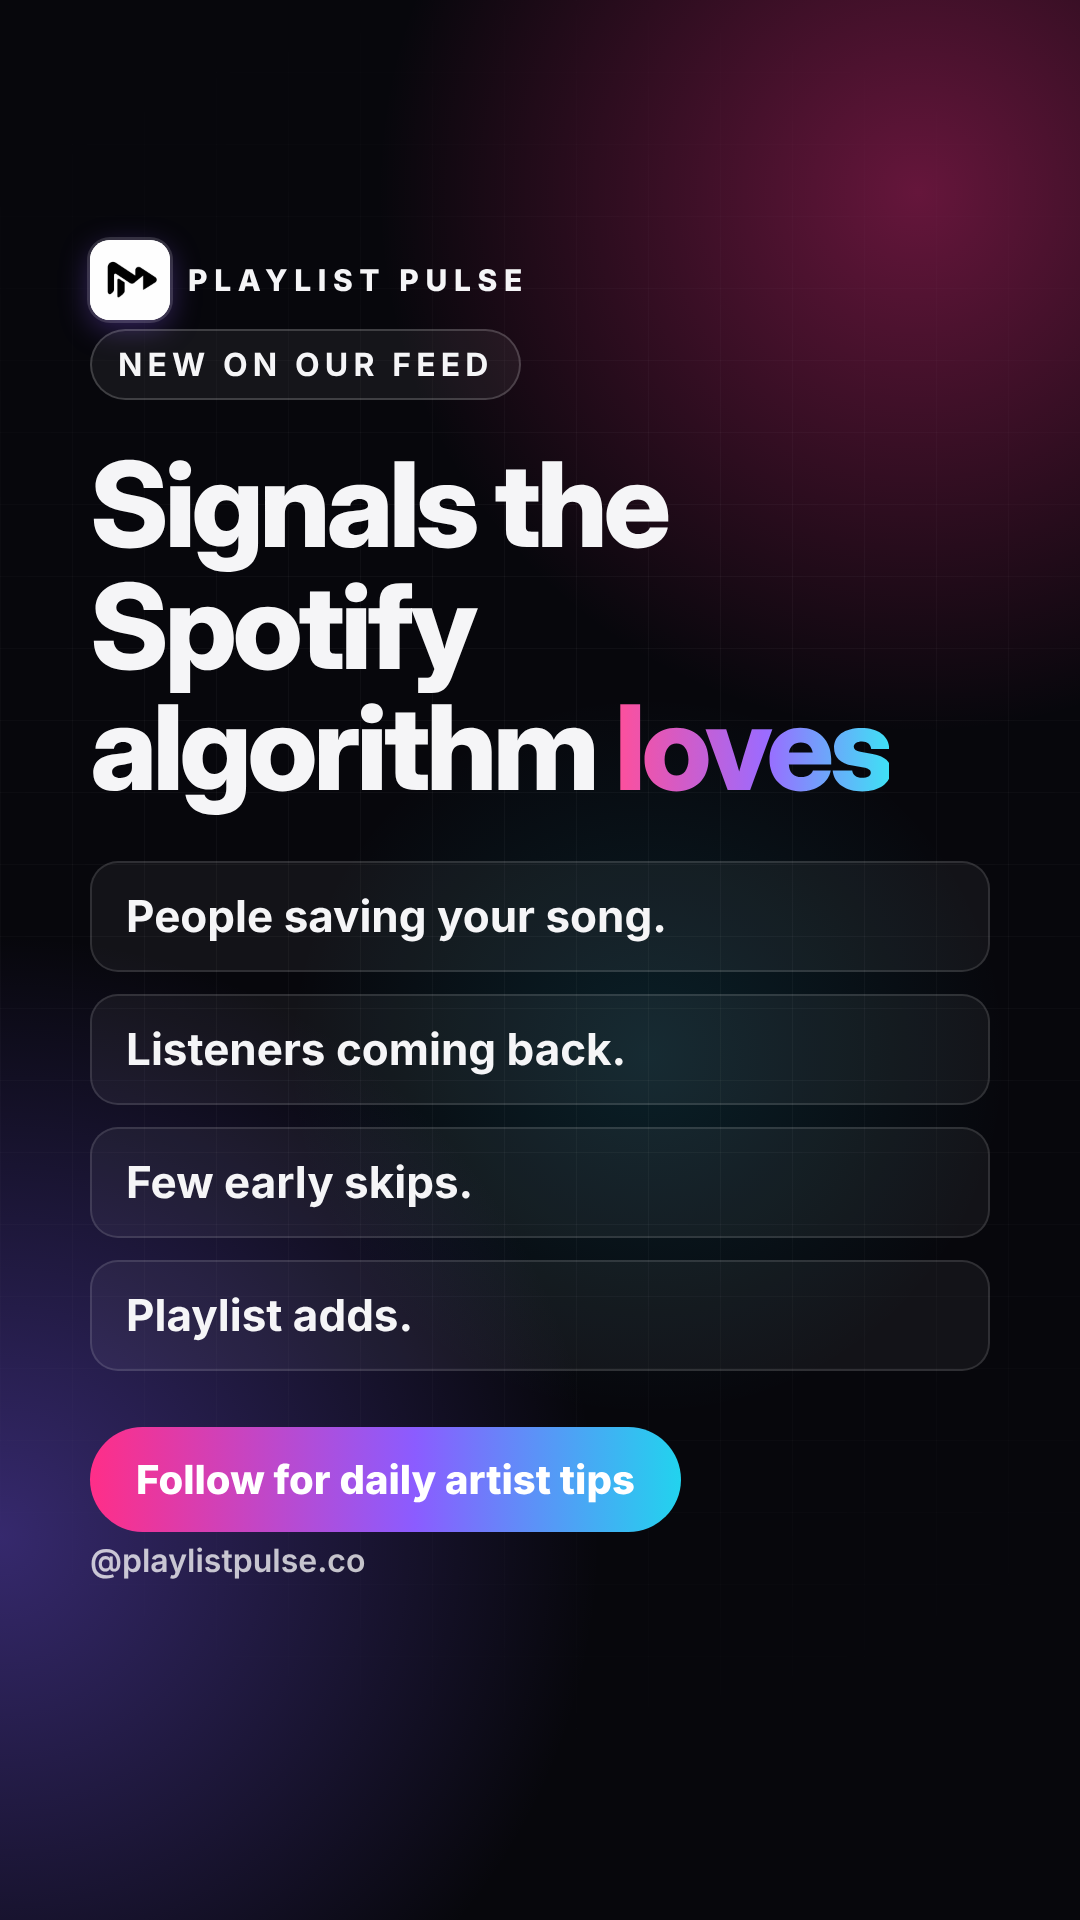 PLAYLIST PULSE
NEW ON OUR FEED
Signals the
Spotify
algorithm loves
People saving your song.
Listeners coming back.
Few early skips.
Playlist adds.
Follow for daily artist tips
@playlistpulse.co